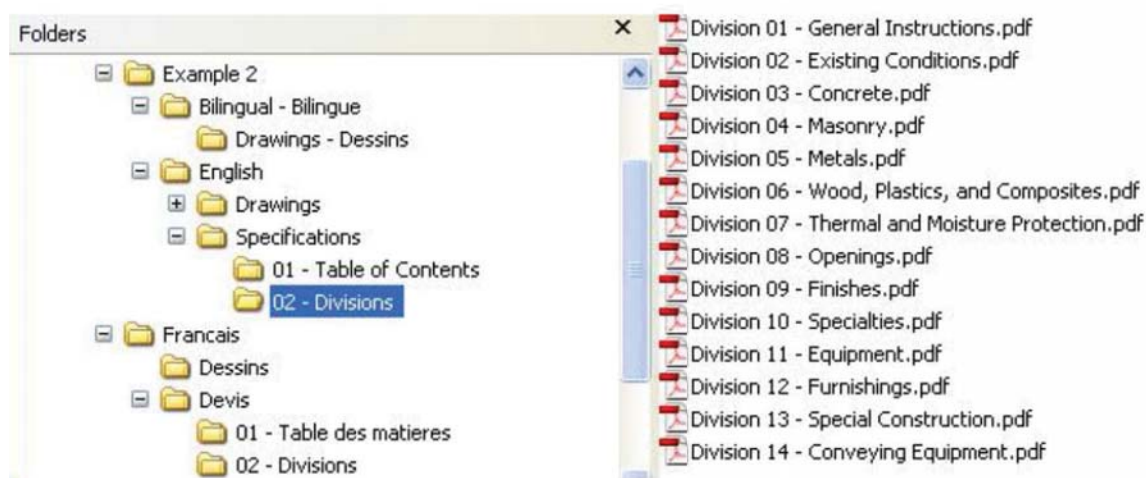 Folders
Example 2
Bilingual - Bilingue
Drawings - Dessins
English
Drawings
Specifications
01 - Table of Contents
02 - Divisions
Francais
Dessins
Devis
01 - Table des matieres
02 - Divisions
Division 01 - General Instructions.pdf
Division 02 - Existing Conditions.pdf
Division 03 - Concrete.pdf
Division 04 - Masonry.pdf
Division 05 - Metals.pdf
Division 06 - Wood, Plastics, and Composites.pdf
Division 07 - Thermal and Moisture Protection.pdf
Division 08 - Openings.pdf
Division 09 - Finishes.pdf
Division 10 - Specialties.pdf
Division 11 - Equipment.pdf
Division 12 - Furnishings.pdf
Division 13 - Special Construction.pdf
Division 14 - Conveying Equipment.pdf